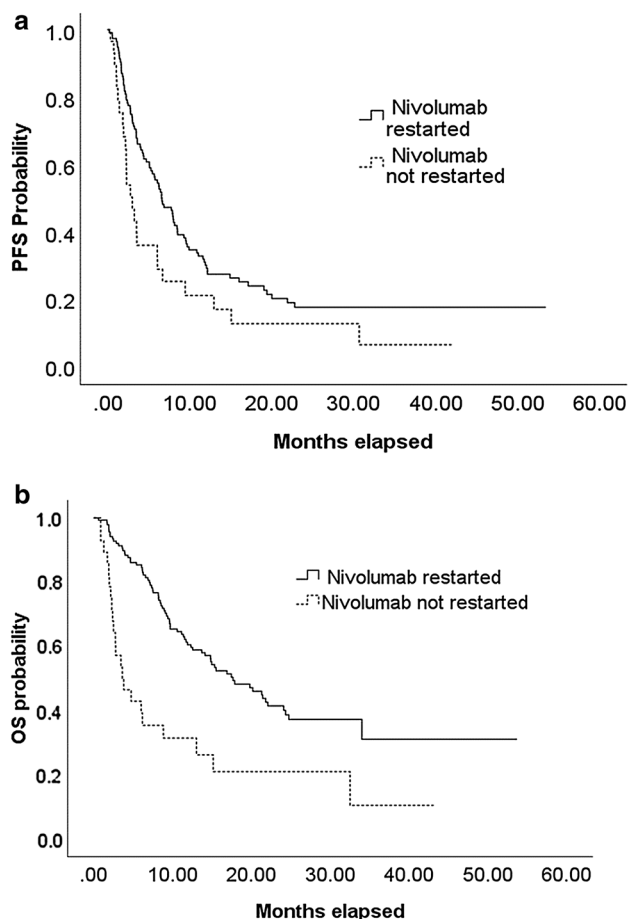 a
1.0
0.8
0.6
0.4
0.2
0.0
PFS Probability
Nivolumab
restarted
Nivolumab
not restarted
.00 10.00 20.00 30.00 40.00 50.00 60.00
Months elapsed
b
1.0
0.8
0.6
0.4
0.2
0.0
OS probability
Nivolumab restarted
Nivolumab not restarted
.00 10.00 20.00 30.00 40.00 50.00 60.00
Months elapsed